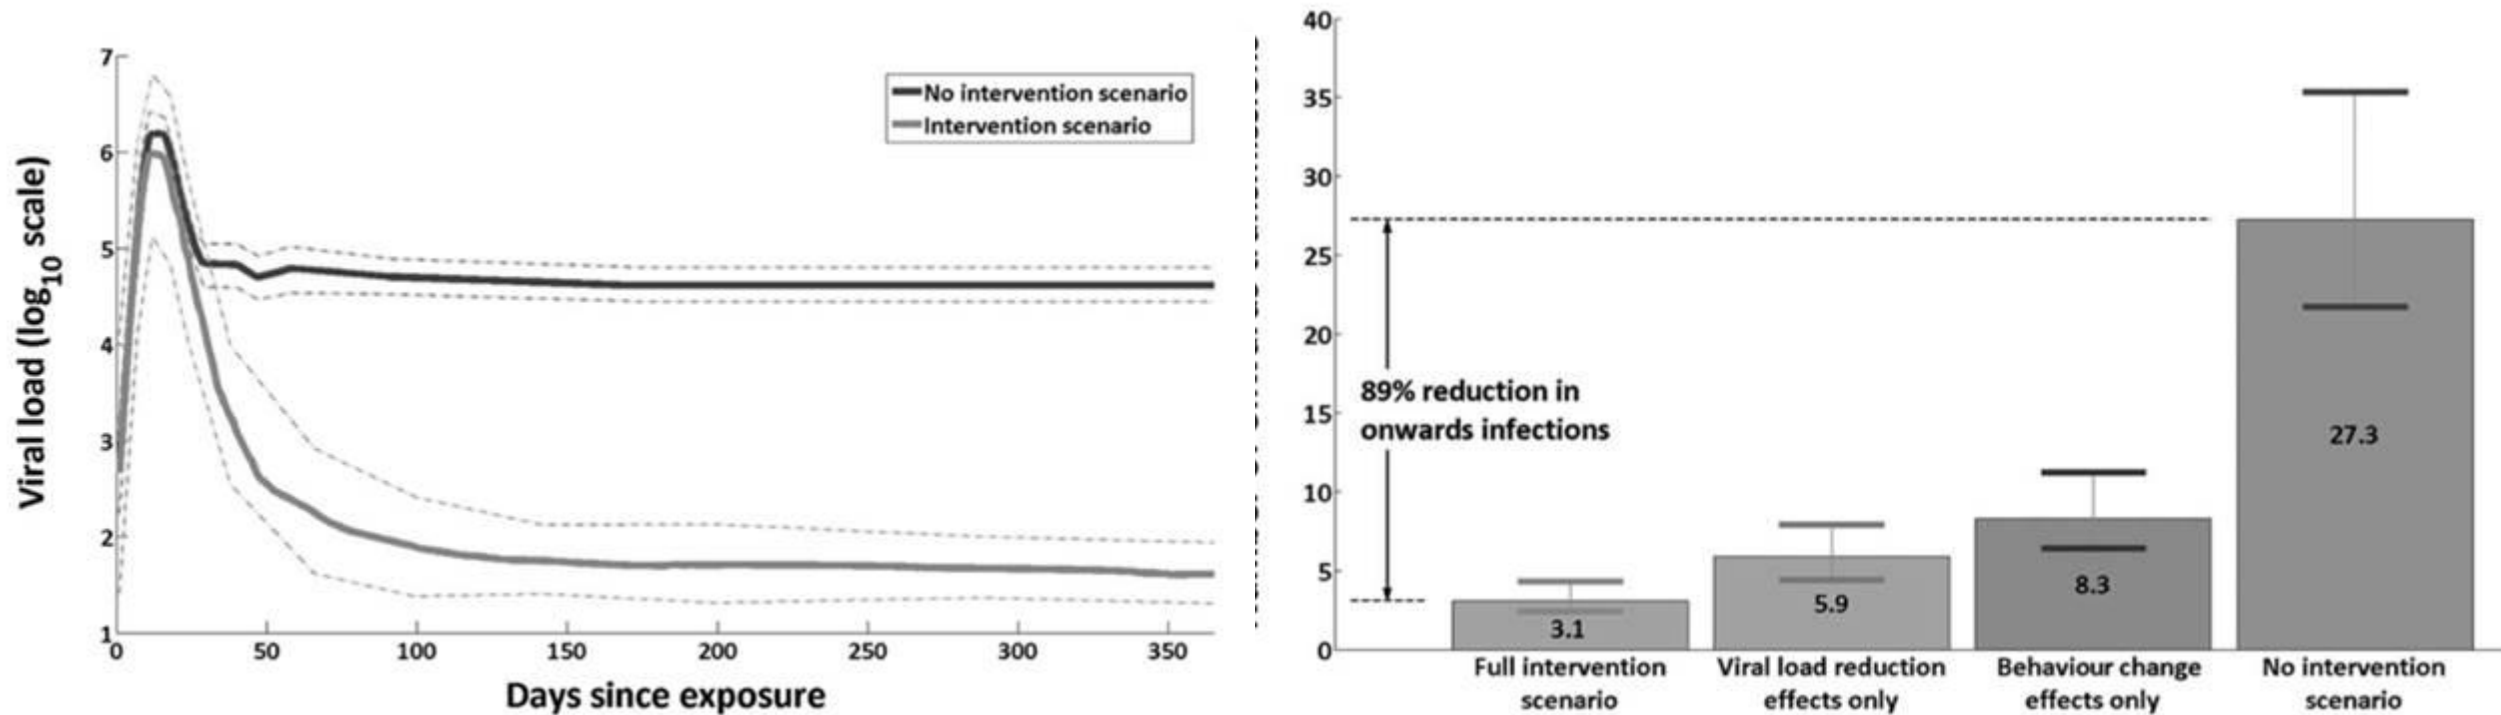 7
6
5
4
3
2
1
Viral load (log10 scale)
No intervention scenario
Intervention scenario
0 50 100 150 200 250 300 350
Days since exposure
40
35
30
25
20
15
10
5
0
89% reduction in
onwards infections
3.1
5.9
8.3
27.3
Full intervention
scenario
Viral load reduction
effects only
Behaviour change
effects only
No intervention
scenario